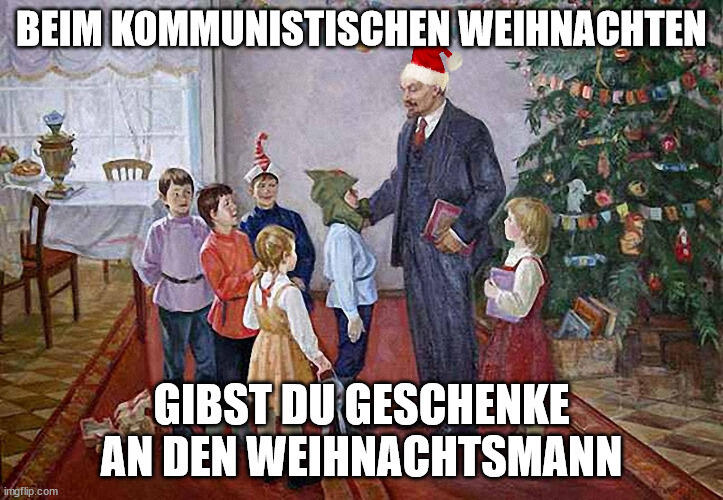 BEIM KOMMUNISTISCHEN WEIHNACHTEN
GIBST DU GESCHENKE
AN DEN WEIHNACHTSMANN
imgflip.com